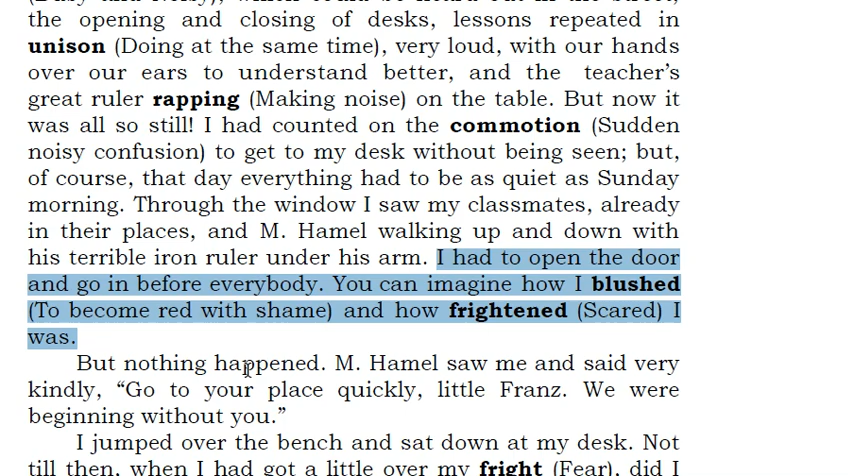 the opening and closing of desks, lessons repeated in
unison (Doing at the same time), very loud, with our hands
over our ears to understand better, and the teacher’s
great ruler rapping (Making noise) on the table. But now it
was all so still! I had counted on the commotion (Sudden
noisy confusion) to get to my desk without being seen; but,
of course, that day everything had to be as quiet as Sunday
morning. Through the window I saw my classmates, already
in their places, and M. Hamel walking up and down with
his terrible iron ruler under his arm. I had to open the door
and go in before everybody. You can imagine how I blushed
(To become red with shame) and how frightened (Scared) I
was.
But nothing happened. M. Hamel saw me and said very
kindly, “Go to your place quickly, little Franz. We were
beginning without you.”
I jumped over the bench and sat down at my desk. Not
till then, when I had got a little over my fright (Fear), did I